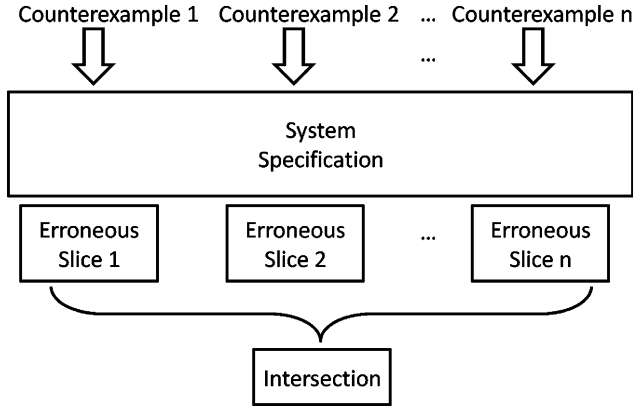 Counterexample 1 Counterexample 2 ... Counterexample n
...
System
Specification
Erroneous
Slice 1
Erroneous
Slice 2
...
Erroneous
Slice n
Intersection